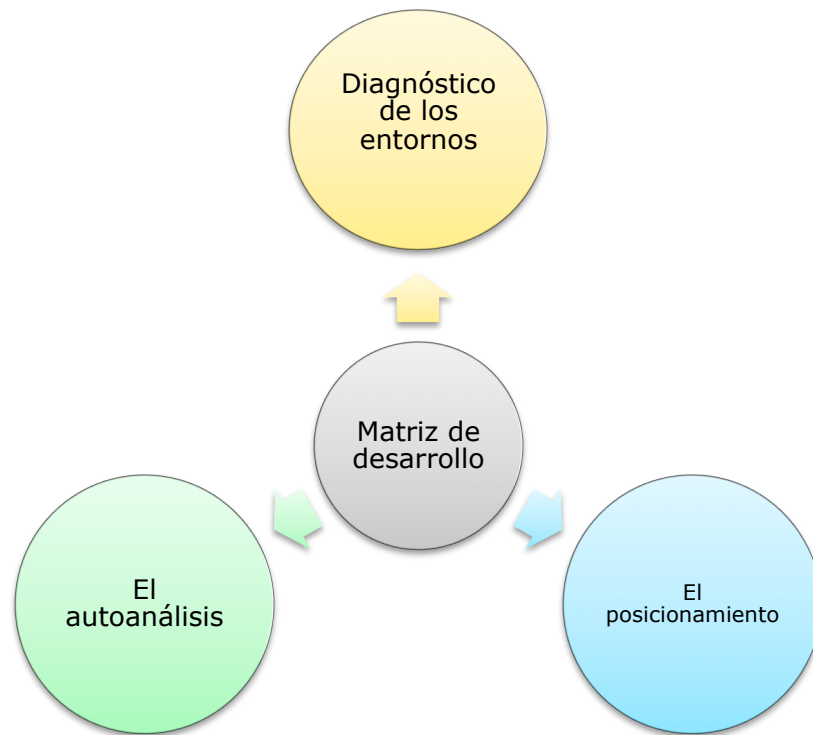 Diagnóstico
de los
entornos
Matriz de
desarrollo
El
autoanálisis
El
posicionamiento